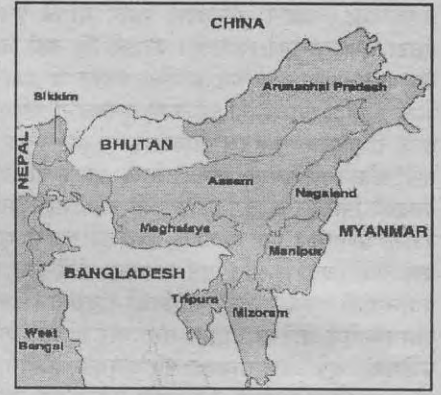 CHINA
Arunachal Pradesh
Sikkim
BHUTAN
NEPAL
Assam
Nagaland
Meghalaya
MYANMAR
Manipur
BANGLADESH
Tripura
Mizoram
West
Bengal